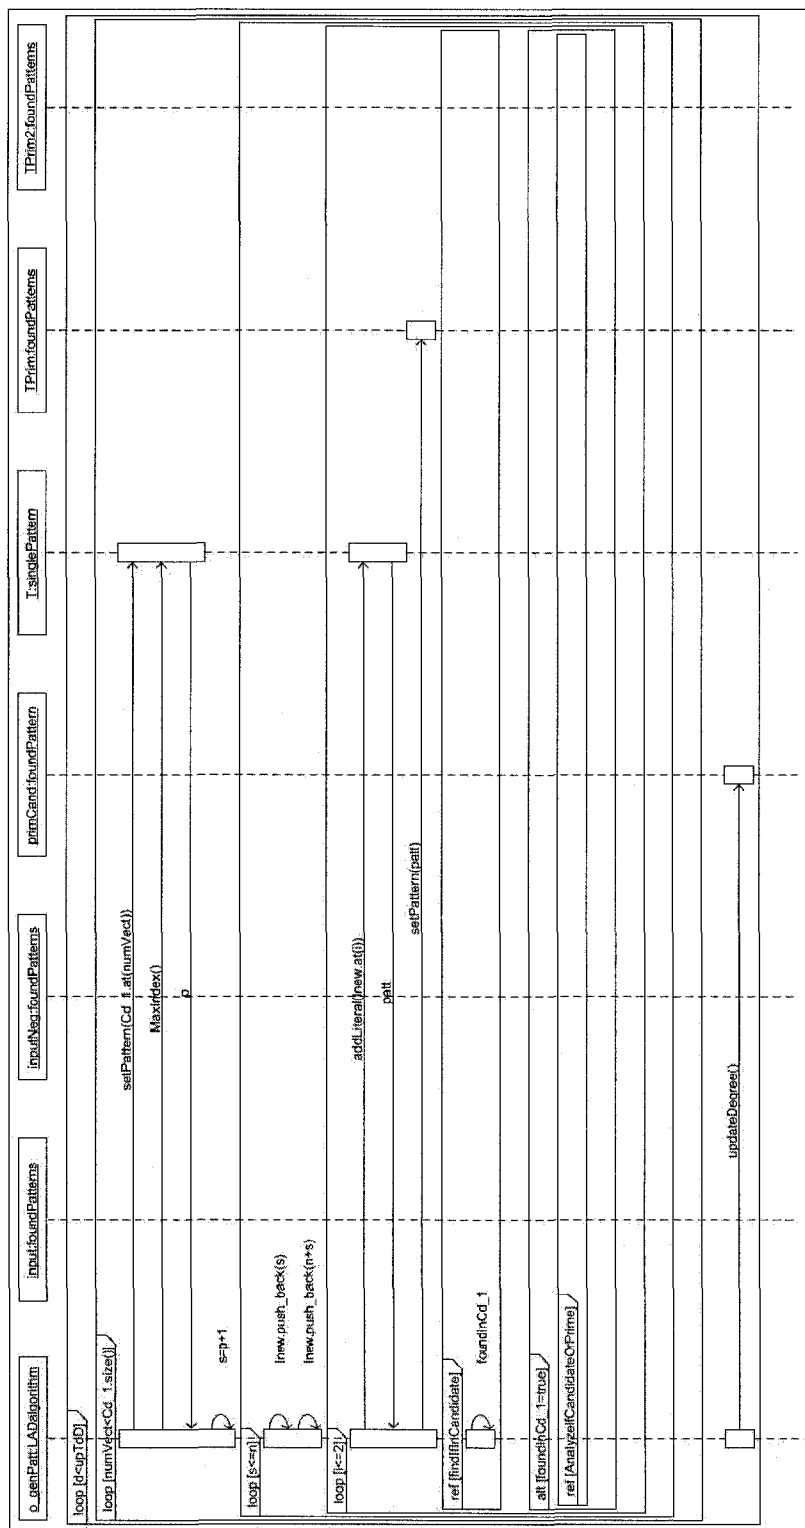 o_genPatt:LADalgorithm
input:foundPatterns
inputNeg:foundPatterns
primCand:foundPattern
T:singlePattern
TPrim:foundPatterns
TPrim2:foundPatterns
loop [d<upToD]
loop [numVect<Cd_1.size()]
setPattern(Cd_1.at(numVect))
MaxIndex()
p
s=p+1
loop [s<=n]
lnew.push_back(s)
lnew.push_back(n+s)
loop [i<=2]
addLiteral(lnew.at(i))
patt
setPattern(patt)
ref [findIfInCandidate]
foundInCd_1
alt [foundInCd_1=true]
ref [AnalyzeIfCandidateOrPrime]
updateDegree()